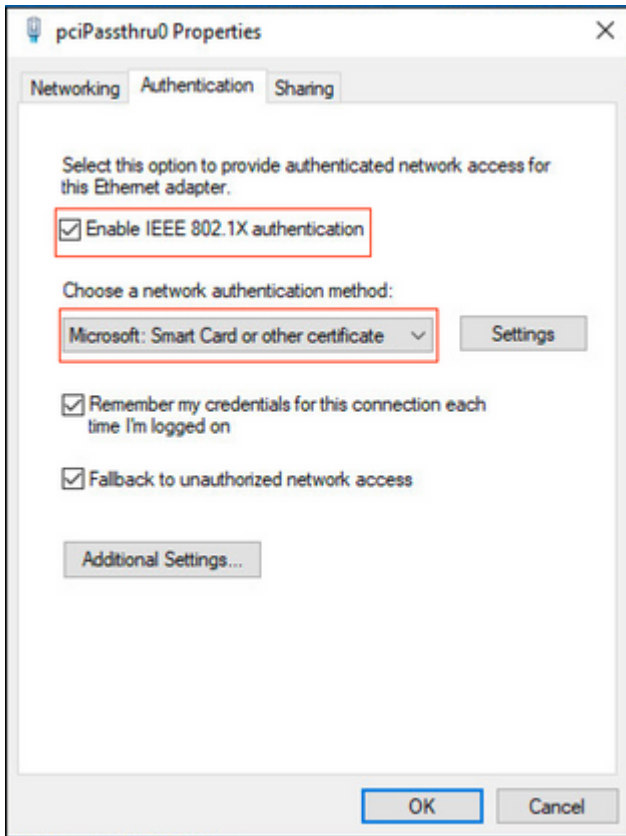 pciPassthru0 Properties
Networking
Authentication
Sharing
Select this option to provide authenticated network access for
this Ethernet adapter.
Enable IEEE 802.1X authentication
Choose a network authentication method:
Microsoft: Smart Card or other certificate
Settings
Remember my credentials for this connection each
time I'm logged on
Fallback to unauthorized network access
Additional Settings...
OK
Cancel